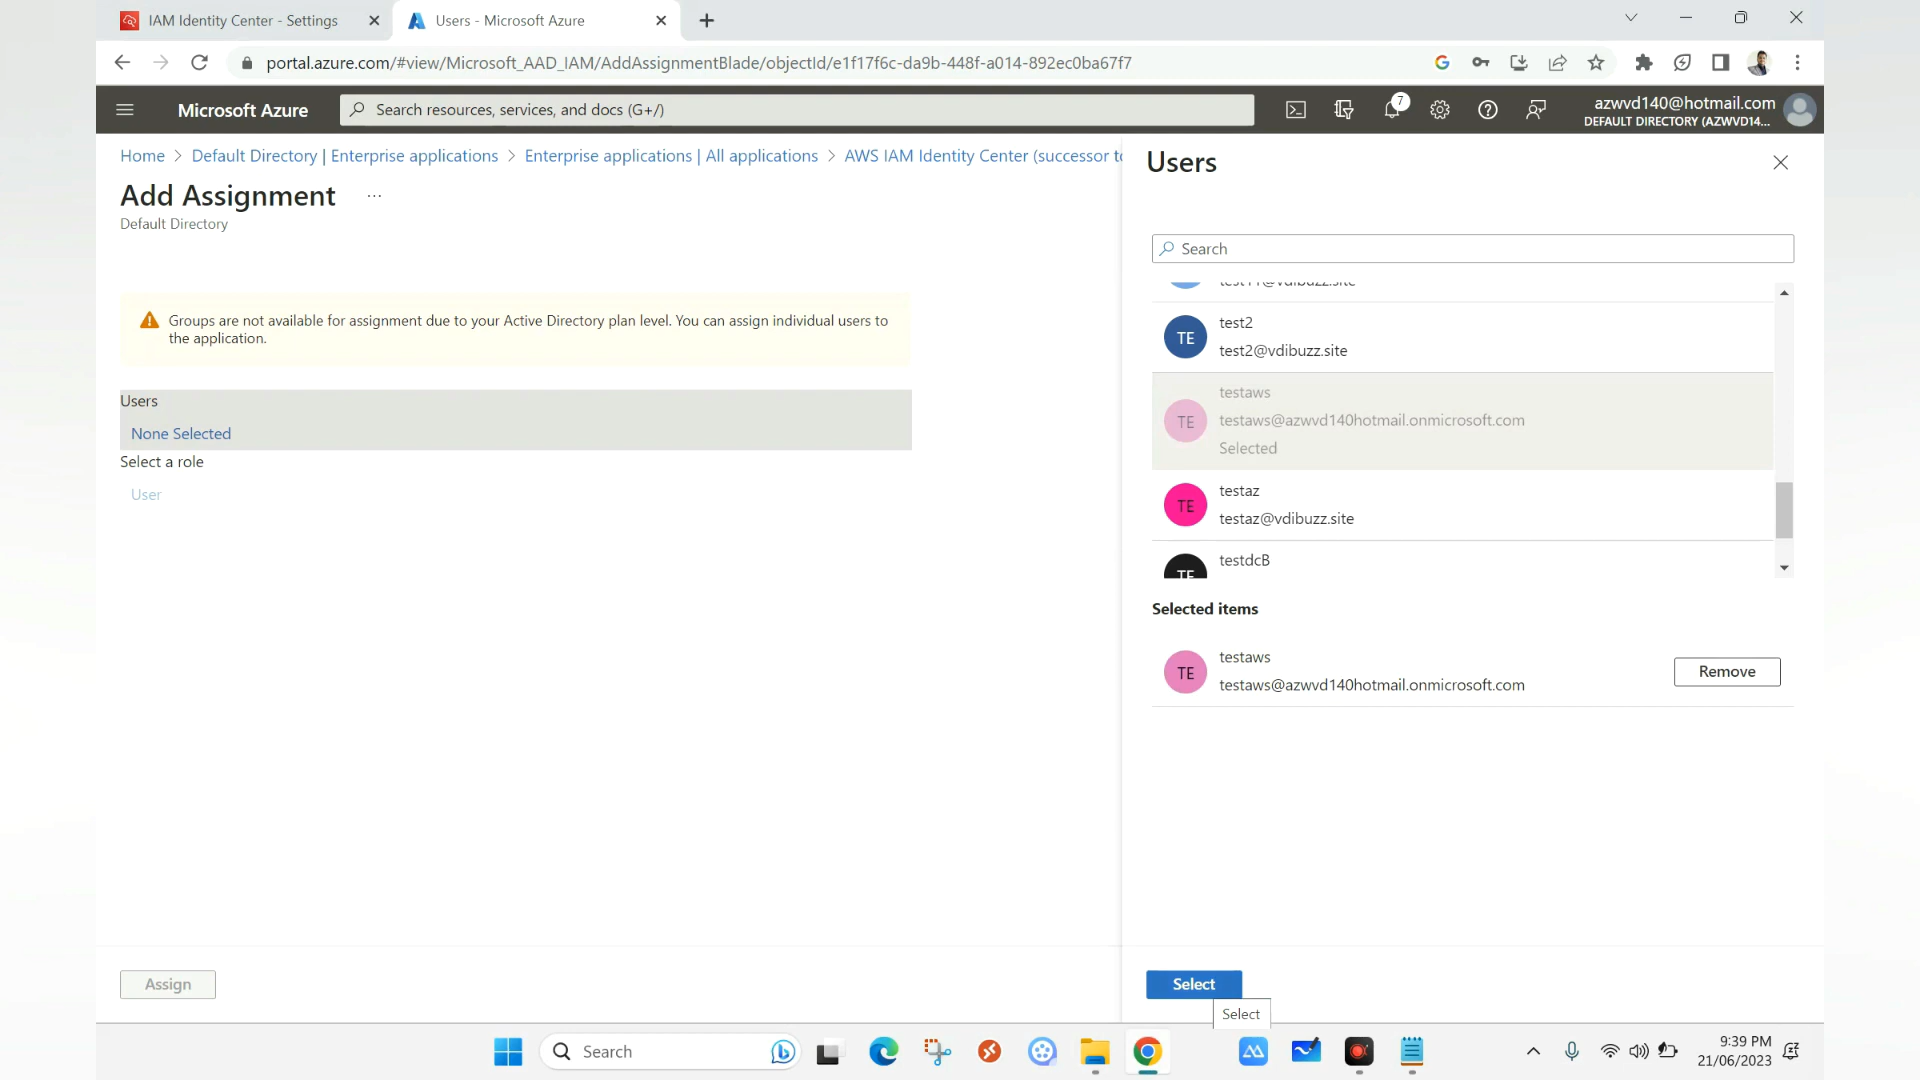 IAM Identity Center - Settings
Users - Microsoft Azure
portal.azure.com/#view/Microsoft_AAD_IAM/AddAssignmentBlade/objectId/e1f17f6c-da9b-448f-a014-892ec0ba67f7
Microsoft Azure
Search resources, services, and docs (G+/)
7
azwvd140@hotmail.com
DEFAULT DIRECTORY (AZWVD14...
Home > Default Directory | Enterprise applications > Enterprise applications | All applications > AWS IAM Identity Center (successor to
Add Assignment ...
Default Directory
Groups are not available for assignment due to your Active Directory plan level. You can assign individual users to
the application.
Users
None Selected
Select a role
User
Assign
Users
Search
TE
test2
test2@vdibuzz.site
TE
testaws
testaws@azwvd140hotmail.onmicrosoft.com
Selected
TE
testaz
testaz@vdibuzz.site
TE
testdcB
Selected items
TE
testaws
testaws@azwvd140hotmail.onmicrosoft.com
Remove
Select
Select
Search
9:39 PM
21/06/2023